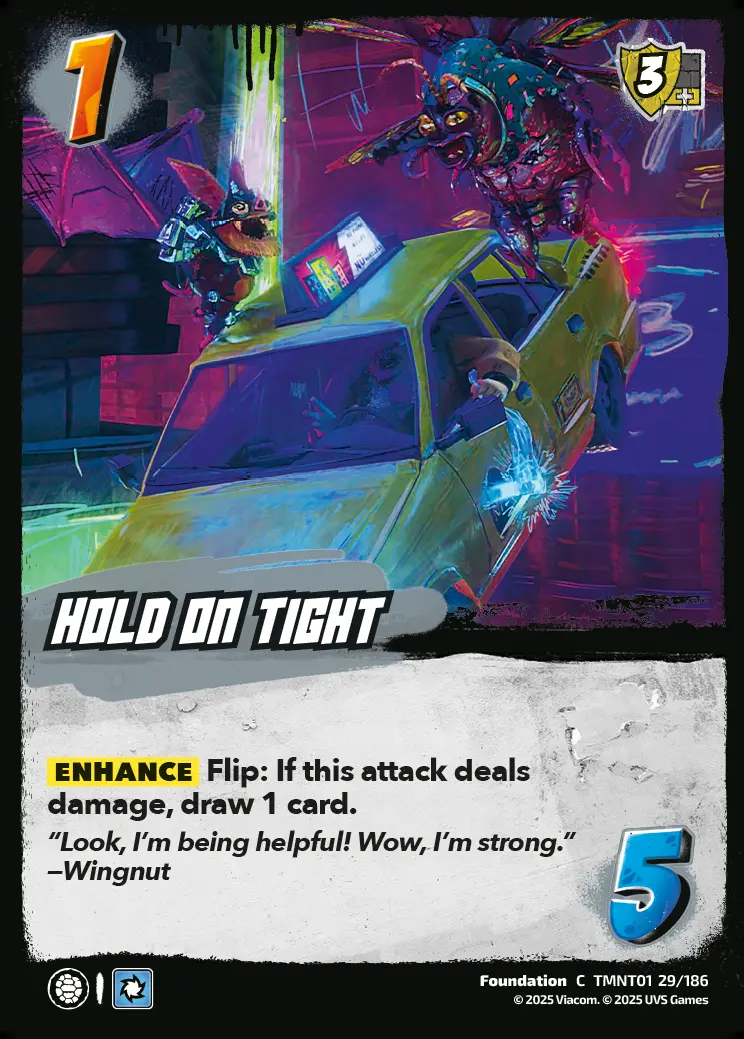 1
3
HOLD ON TIGHT
ENHANCE Flip: If this attack deals
damage, draw 1 card.
“Look, I’m being helpful! Wow, I’m strong.”
–Wingnut
5
Foundation C TMNT01 29/186
© 2025 Viacom. © 2025 UVS Games